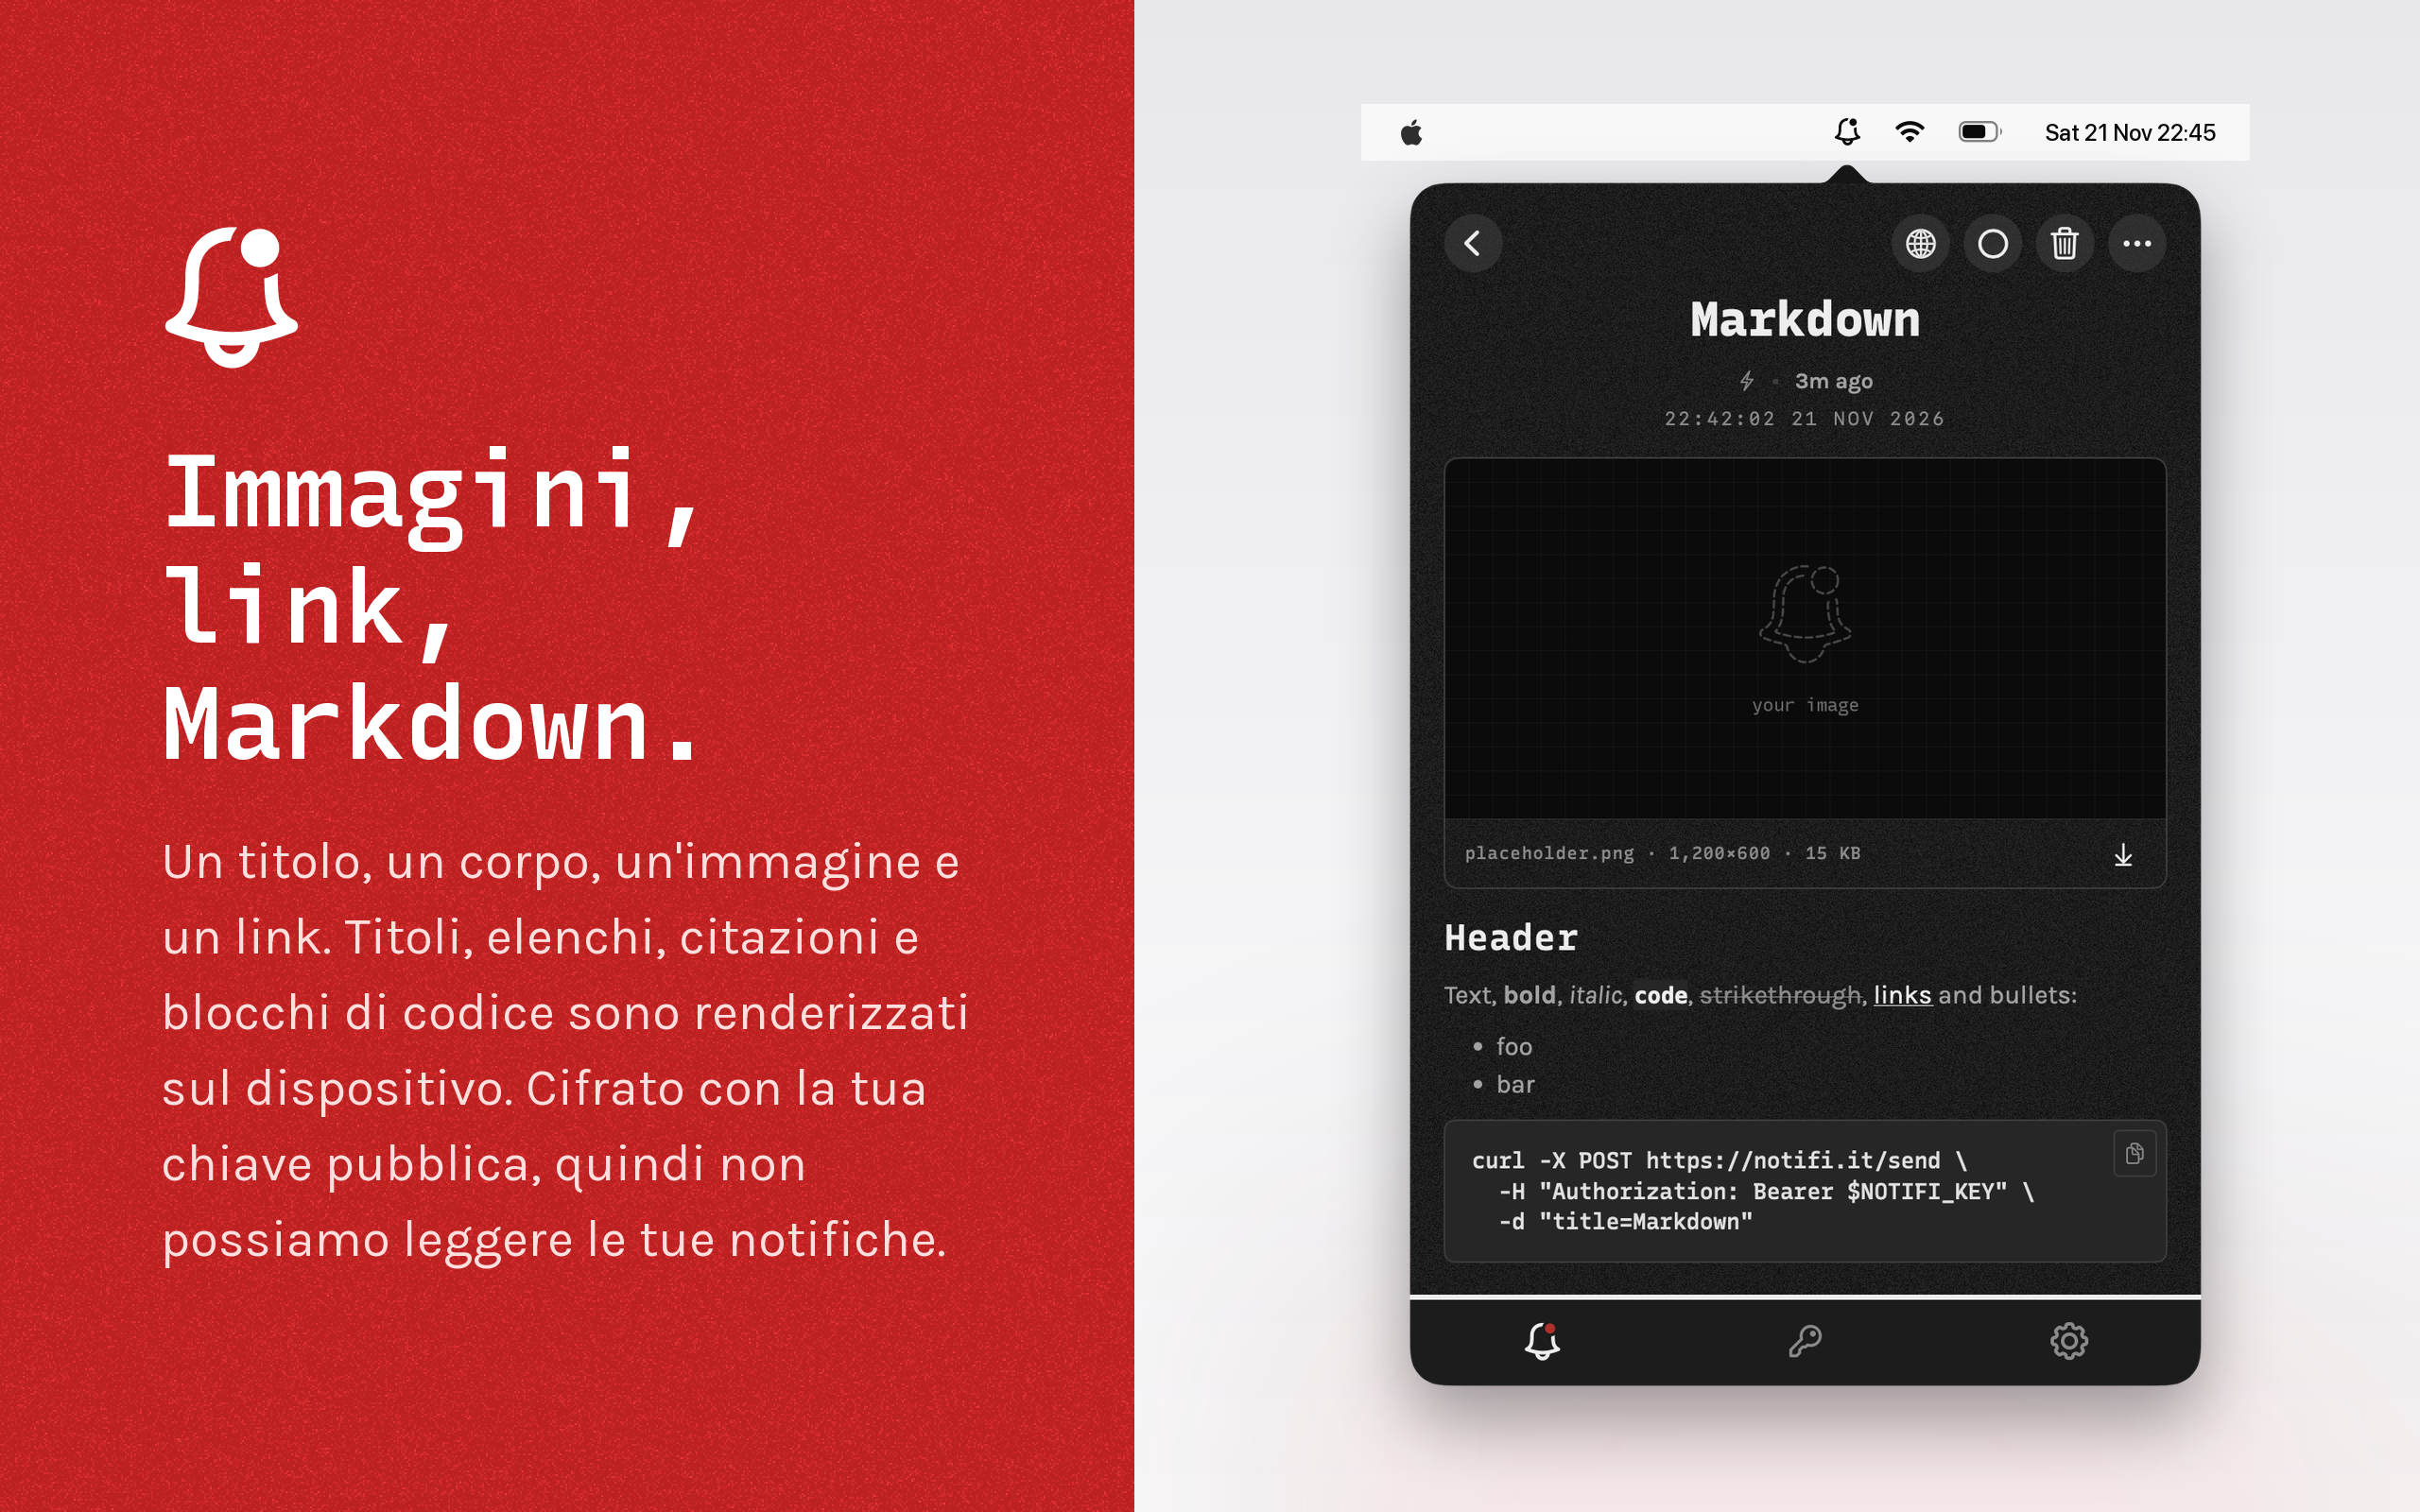 Immagini,
link,
Markdown.
Un titolo, un corpo, un'immagine e
un link. Titoli, elenchi, citazioni e
blocchi di codice sono renderizzati
sul dispositivo. Cifrato con la tua
chiave pubblica, quindi non
possiamo leggere le tue notifiche.
Sat 21 Nov 22:45
Markdown
3m ago
22:42:02 21 NOV 2026
your image
placeholder.png · 1,200×600 · 15 KB
Header
Text, bold, italic, code, strikethrough, links and bullets:
• foo
• bar
curl -X POST https://notifi.it/send \
-H "Authorization: Bearer $NOTIFI_KEY" \
-d "title=Markdown"